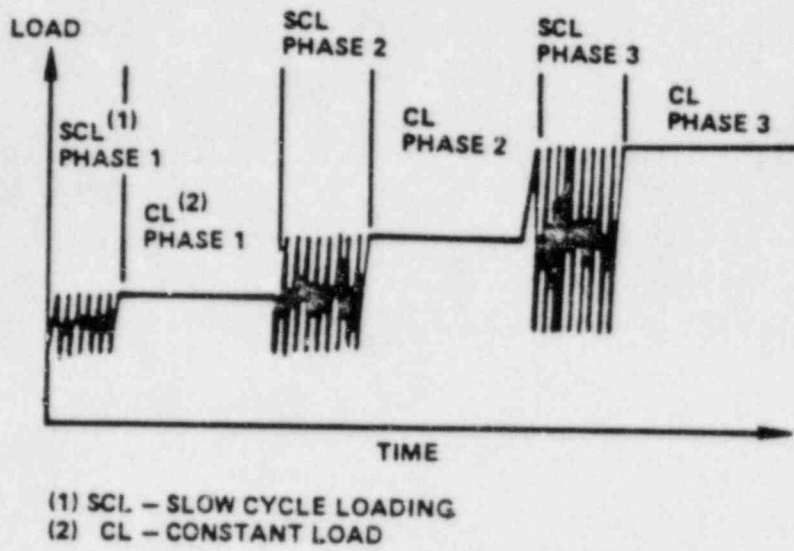 LOAD
SCL(1)
PHASE 1
CL(2)
PHASE 1
SCL
PHASE 2
CL
PHASE 2
SCL
PHASE 3
CL
PHASE 3
TIME
(1) SCL – SLOW CYCLE LOADING
(2) CL – CONSTANT LOAD